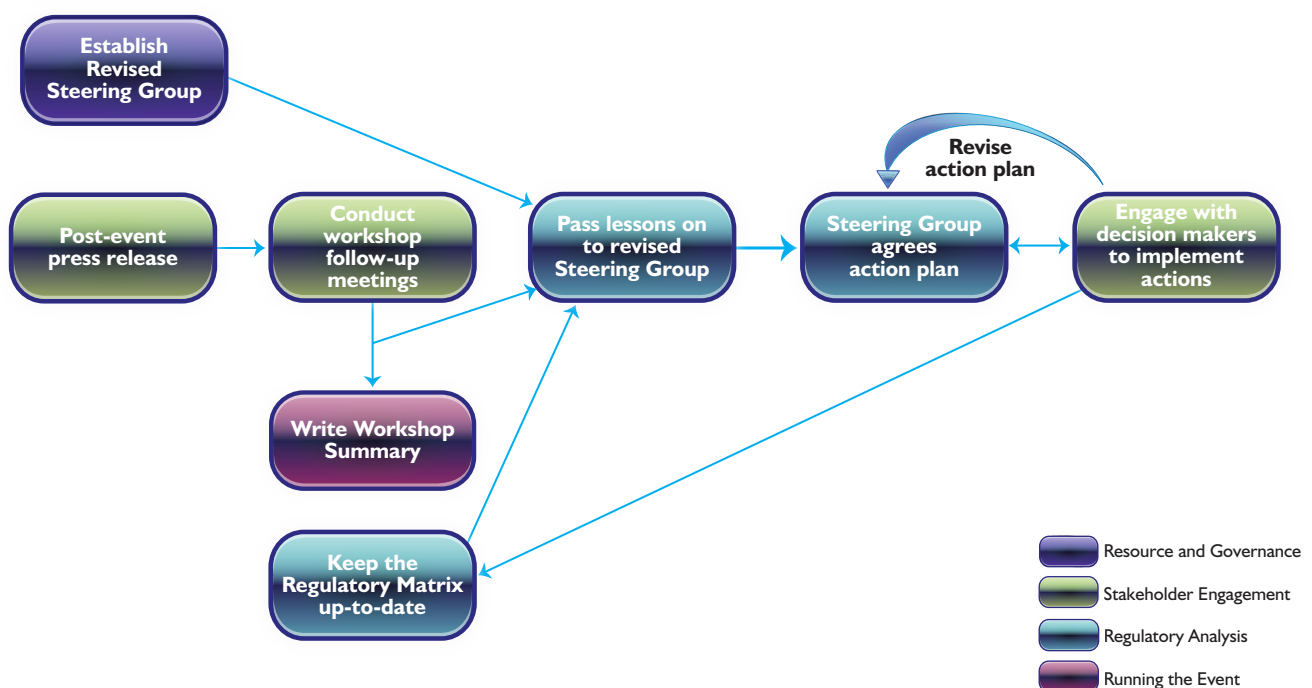 Establish
Revised
Steering Group
Revise
action plan
Post-event
press release
Conduct
workshop
follow-up
meetings
Pass lessons on
to revised
Steering Group
Steering Group
agrees
action plan
Engage with
decision makers
to implement
actions
Write Workshop
Summary
Keep the
Regulatory Matrix
up-to-date
Resource and Governance
Stakeholder Engagement
Regulatory Analysis
Running the Event